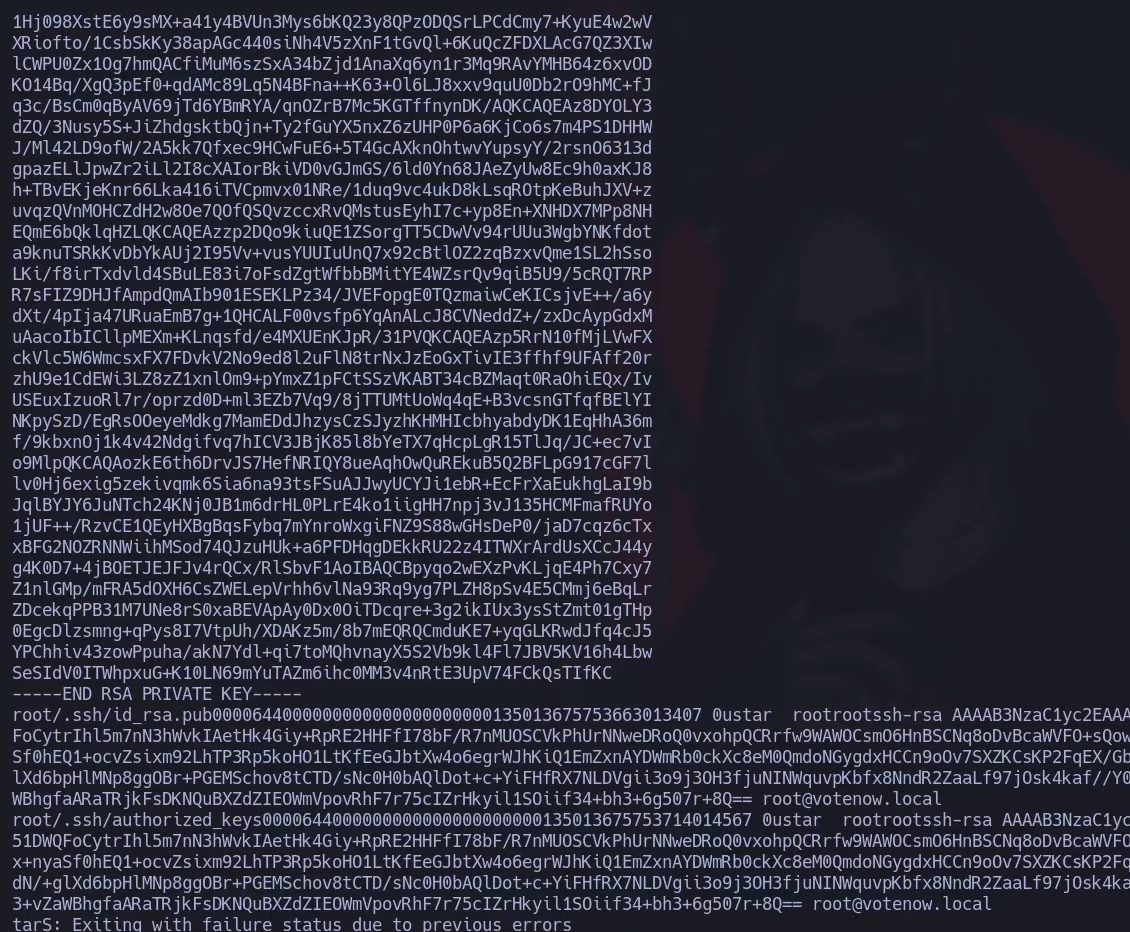 1Hj098XstE6y9sMX+a41y4BVUn3Mys6bKQ23y8QPzODQSrLPCdCmy7+KyuE4w2wV
XRiofto/1CsbSkKy38apAGc440siNh4V5zXnF1tGvQl+6KuQcZFDXLAcG7QZ3XIw
lCWPU0Zx1Og7hmQACfiMuM6szSxA34bZjd1AnaXq6yn1r3Mq9RAvYMHB64z6xvOD
KO14Bq/XgQ3pEf0+qdAMc89Lq5N4BFna++K63+Ol6LJ8xxv9quU0Db2rO9hMC+fJ
q3c/BsCm0qByAV69jTd6YBmRYA/qnOZrB7Mc5KGTffnynDK/AQKCAQEAz8DYOLY3
dZQ/3Nusy5S+JiZhdgsktbQjn+Ty2fGuYX5nxZ6zUHP0P6a6KjCo6s7m4PS1DHHW
J/Ml42LD9ofW/2A5kk7Qfxec9HCwFuE6+5T4GcAXknOhtwvYupsyY/2rsnO6313d
gpazELlJpwZr2iLl2I8cXAIorBkiVD0vGJmGS/6ld0Yn68JAeZyUw8Ec9h0axKJ8
h+TBvEKjeKnr66Lka416iTVCpmvx01NRe/1duq9vc4ukD8kLsqROtpKeBuhJXV+z
uvqzQVnMOHCZdH2w8Oe7QOfQSQvzccxRvQMstusEyhI7c+yp8En+XNHDX7MPp8NH
EQmE6bQklqHZLQKCAQEAzzp2DQo9kiuQE1ZSorgTT5CDwVv94rUUu3WgbYNKfdot
a9knuTSRkKvDbYkAUj2I95Vv+vusYUUIuUnQ7x92cBtlOZ2zqBzxvQme1SL2hSso
LKi/f8irTxdvld4SBuLE83i7oFsdZgtWfbbBMitYE4WZsrQv9qiB5U9/5cRQT7RP
R7sFIZ9DHJfAmpdQmAIb901ESEKLPz34/JVEFopgE0TQzmaiwCeKICsjvE++/a6y
dXt/4pIja47URuaEmB7g+1QHCALF00vsfp6YqAnALcJ8CVNeddZ+/zxDcAypGdxM
uAacoIbICllpMEXm+KLnqsfd/e4MXUEnKJpR/31PVQKCAQEAzp5RrN10fMjLVwFX
ckVlc5W6WmcsxFX7FDvkV2No9ed8l2uFlN8trNxJzEoGxTivIE3ffhf9UFAff20r
zhU9e1CdEWi3LZ8zZ1xnlOm9+pYmxZ1pFCtSSzVKABT34cBZMaqt0RaOhiEQx/Iv
USEuxIzuoRl7r/oprzd0D+ml3EZb7Vq9/8jTTUMtUoWq4qE+B3vcsnGTfqfBElYI
NKpySzD/EgRsOOeyeMdkg7MamEDdJhzysCzSJyzhKHMHIcbhyabdyDK1EqHhA36m
f/9kbxnOj1k4v42Ndgifvq7hICV3JBjK85l8bYeTX7qHcpLgR15TlJq/JC+ec7vI
o9MlpQKCAQAozkE6th6DrvJS7HefNRIQY8ueAqhOwQuREkuB5Q2BFLpG917cGF7l
lv0Hj6exig5zekivqmk6Sia6na93tsFSuAJJwyUCYJi1ebR+EcFrXaEukhgLaI9b
JqlBYJY6JuNTch24KNj0JB1m6drHL0PLrE4ko1iigHH7npj3vJ135HCMFmafRUYo
1jUF++/RzvCE1QEyHXBgBqsFybq7mYnroWxgiFNZ9S88wGHsDeP0/jaD7cqz6cTx
xBFG2NOZRNNWiihMSod74QJzuHUk+a6PFDHqgDEkkRU22z4ITWXrArdUsXCcJ44y
g4K0D7+4jBOETJEJFJv4rQCx/RlSbvF1AoIBAQCBpyqo2wEXzPvKLjqE4Ph7Cxy7
Z1nlGMp/mFRA5dOXH6CsZWELepVrhh6vlNa93Rq9yg7PLZH8pSv4E5CMmj6eBqLr
ZDcekqPPB31M7UNe8rS0xaBEVApAy0Dx0OiTDcqre+3g2ikIUx3ysStZmt01gTHp
0EgcDlzsmng+qPys8I7VtpUh/XDAKz5m/8b7mEQRQCmduKE7+yqGLKRwdJfq4cJ5
YPChhiv43zowPpuha/akN7Ydl+qi7toMQhvnayX5S2Vb9kl4Fl7JBV5KV16h4Lbw
SeSIdV0ITWhpxuG+K10LN69mYuTAZm6ihc0MM3v4nRtE3UpV74FCkQsTIfKC
-----END RSA PRIVATE KEY-----
root/.ssh/id_rsa.pub0000644000000000000000000000135013675753663013407 0ustar  rootrootssh-rsa AAAAB3NzaC1yc2EAAA
FoCytrIhl5m7nN3hWvkIAetHk4Giy+RpRE2HHFfI78bF/R7nMUOSCVkPhUrNNweDRoQ0vxohpQCRrfw9WAWOCsmO6HnBSCNq8oDvBcaWVFO+sQow
Sf0hEQ1+ocvZsixm92LhTP3Rp5koHO1LtKfEeGJbtXw4o6egrWJhKiQ1EmZxnAYDWmRb0ckXc8eM0QmdoNGygdxHCCn9oOv7SXZKCsKP2FqEX/Gb
lXd6bpHlMNp8ggOBr+PGEMSchov8tCTD/sNc0H0bAQlDot+c+YiFHfRX7NLDVgii3o9j3OH3fjuNINWquvpKbfx8NndR2ZaaLf97jOsk4kaf//Y0
WBhgfaARaTRjkFsDKNQuBXZdZIEOWmVpovRhF7r75cIZrHkyil1SOiif34+bh3+6g507r+8Q== root@votenow.local
root/.ssh/authorized_keys0000644000000000000000000000135013675753714014567 0ustar  rootrootssh-rsa AAAAB3NzaC1yc
51DWQFoCytrIhl5m7nN3hWvkIAetHk4Giy+RpRE2HHFfI78bF/R7nMUOSCVkPhUrNNweDRoQ0vxohpQCRrfw9WAWOCsmO6HnBSCNq8oDvBcaWVFO
x+nyaSf0hEQ1+ocvZsixm92LhTP3Rp5koHO1LtKfEeGJbtXw4o6egrWJhKiQ1EmZxnAYDWmRb0ckXc8eM0QmdoNGygdxHCCn9oOv7SXZKCsKP2Fq
dN/+glXd6bpHlMNp8ggOBr+PGEMSchov8tCTD/sNc0H0bAQlDot+c+YiFHfRX7NLDVgii3o9j3OH3fjuNINWquvpKbfx8NndR2ZaaLf97jOsk4ka
3+vZaWBhgfaARaTRjkFsDKNQuBXZdZIEOWmVpovRhF7r75cIZrHkyil1SOiif34+bh3+6g507r+8Q== root@votenow.local
tarS: Exiting with failure status due to previous errors